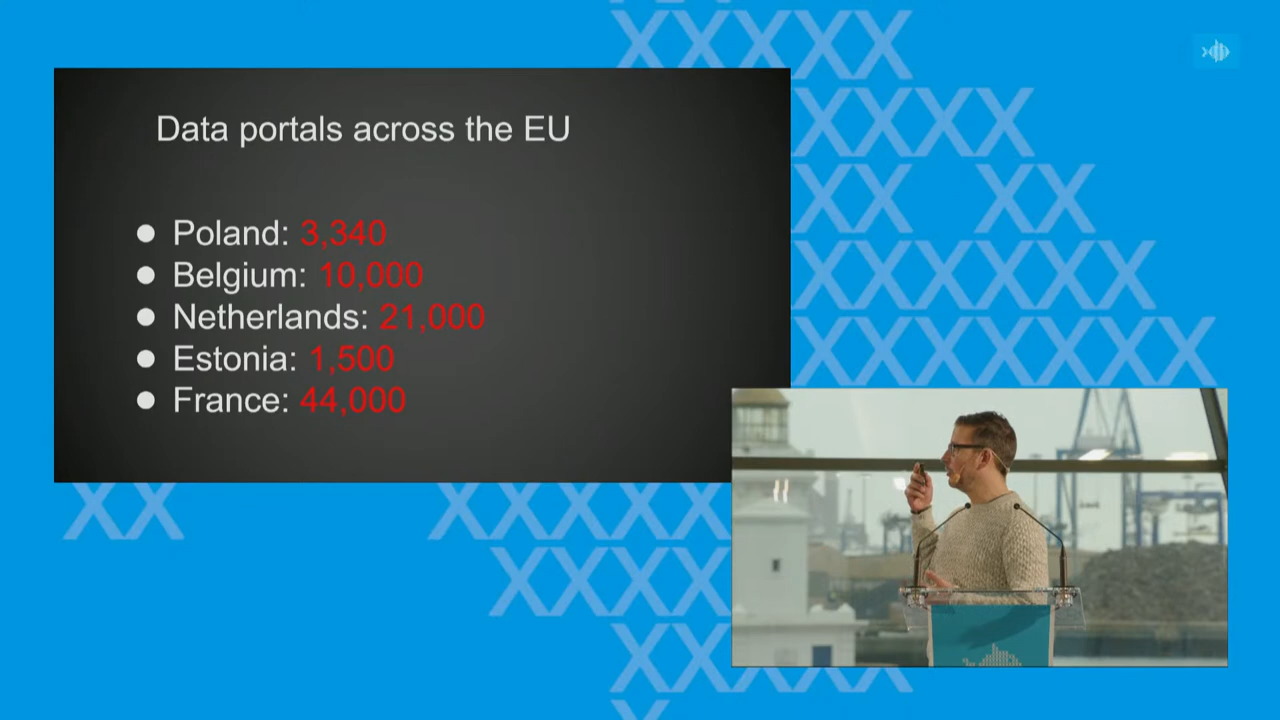 Data portals across the EU
● Poland: 3,340
● Belgium: 10,000
● Netherlands: 21,000
● Estonia: 1,500
● France: 44,000